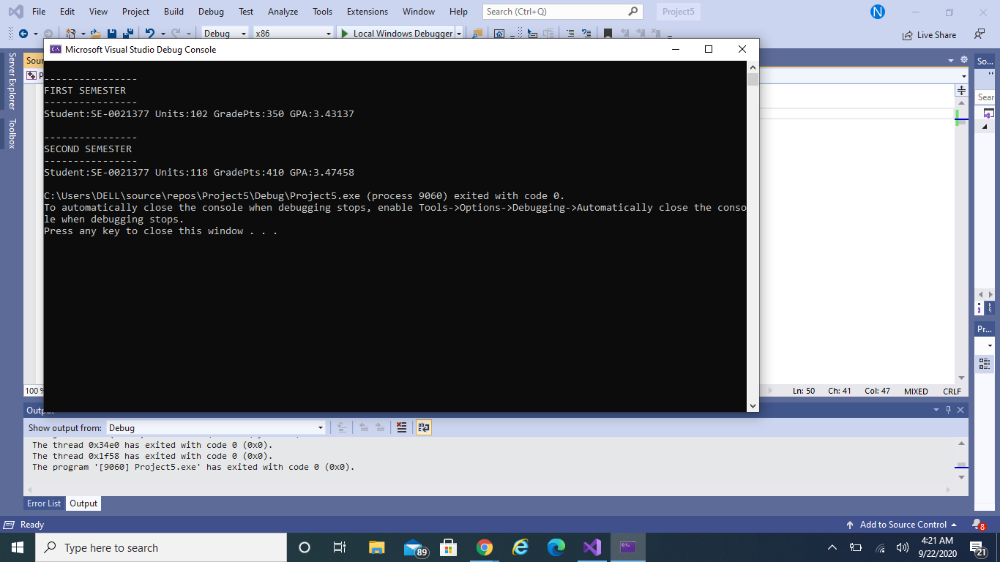 File Edit View Project Build Debug Test Analyze Tools Extensions Window Help Search (Ctrl+Q) Project5 N
Debug x86 Local Windows Debugger Live Share
Microsoft Visual Studio Debug Console
Server Explorer
Toolbox
Sour
P
So...
Sear
Pr...
----------------
FIRST SEMESTER
----------------
Student:SE-0021377 Units:102 GradePts:350 GPA:3.43137
----------------
SECOND SEMESTER
----------------
Student:SE-0021377 Units:118 GradePts:410 GPA:3.47458
C:\Users\DELL\source\repos\Project5\Debug\Project5.exe (process 9060) exited with code 0.
To automatically close the console when debugging stops, enable Tools->Options->Debugging->Automatically close the conso
le when debugging stops.
Press any key to close this window . . .
100 % Ln: 50 Ch: 41 Col: 47 MIXED CRLF
Output
Show output from: Debug
The thread 0x34e0 has exited with code 0 (0x0).
The thread 0x1f58 has exited with code 0 (0x0).
The program '[9060] Project5.exe' has exited with code 0 (0x0).
Error List Output
Ready Add to Source Control 8
Type here to search 89 4:21 AM
9/22/2020 21